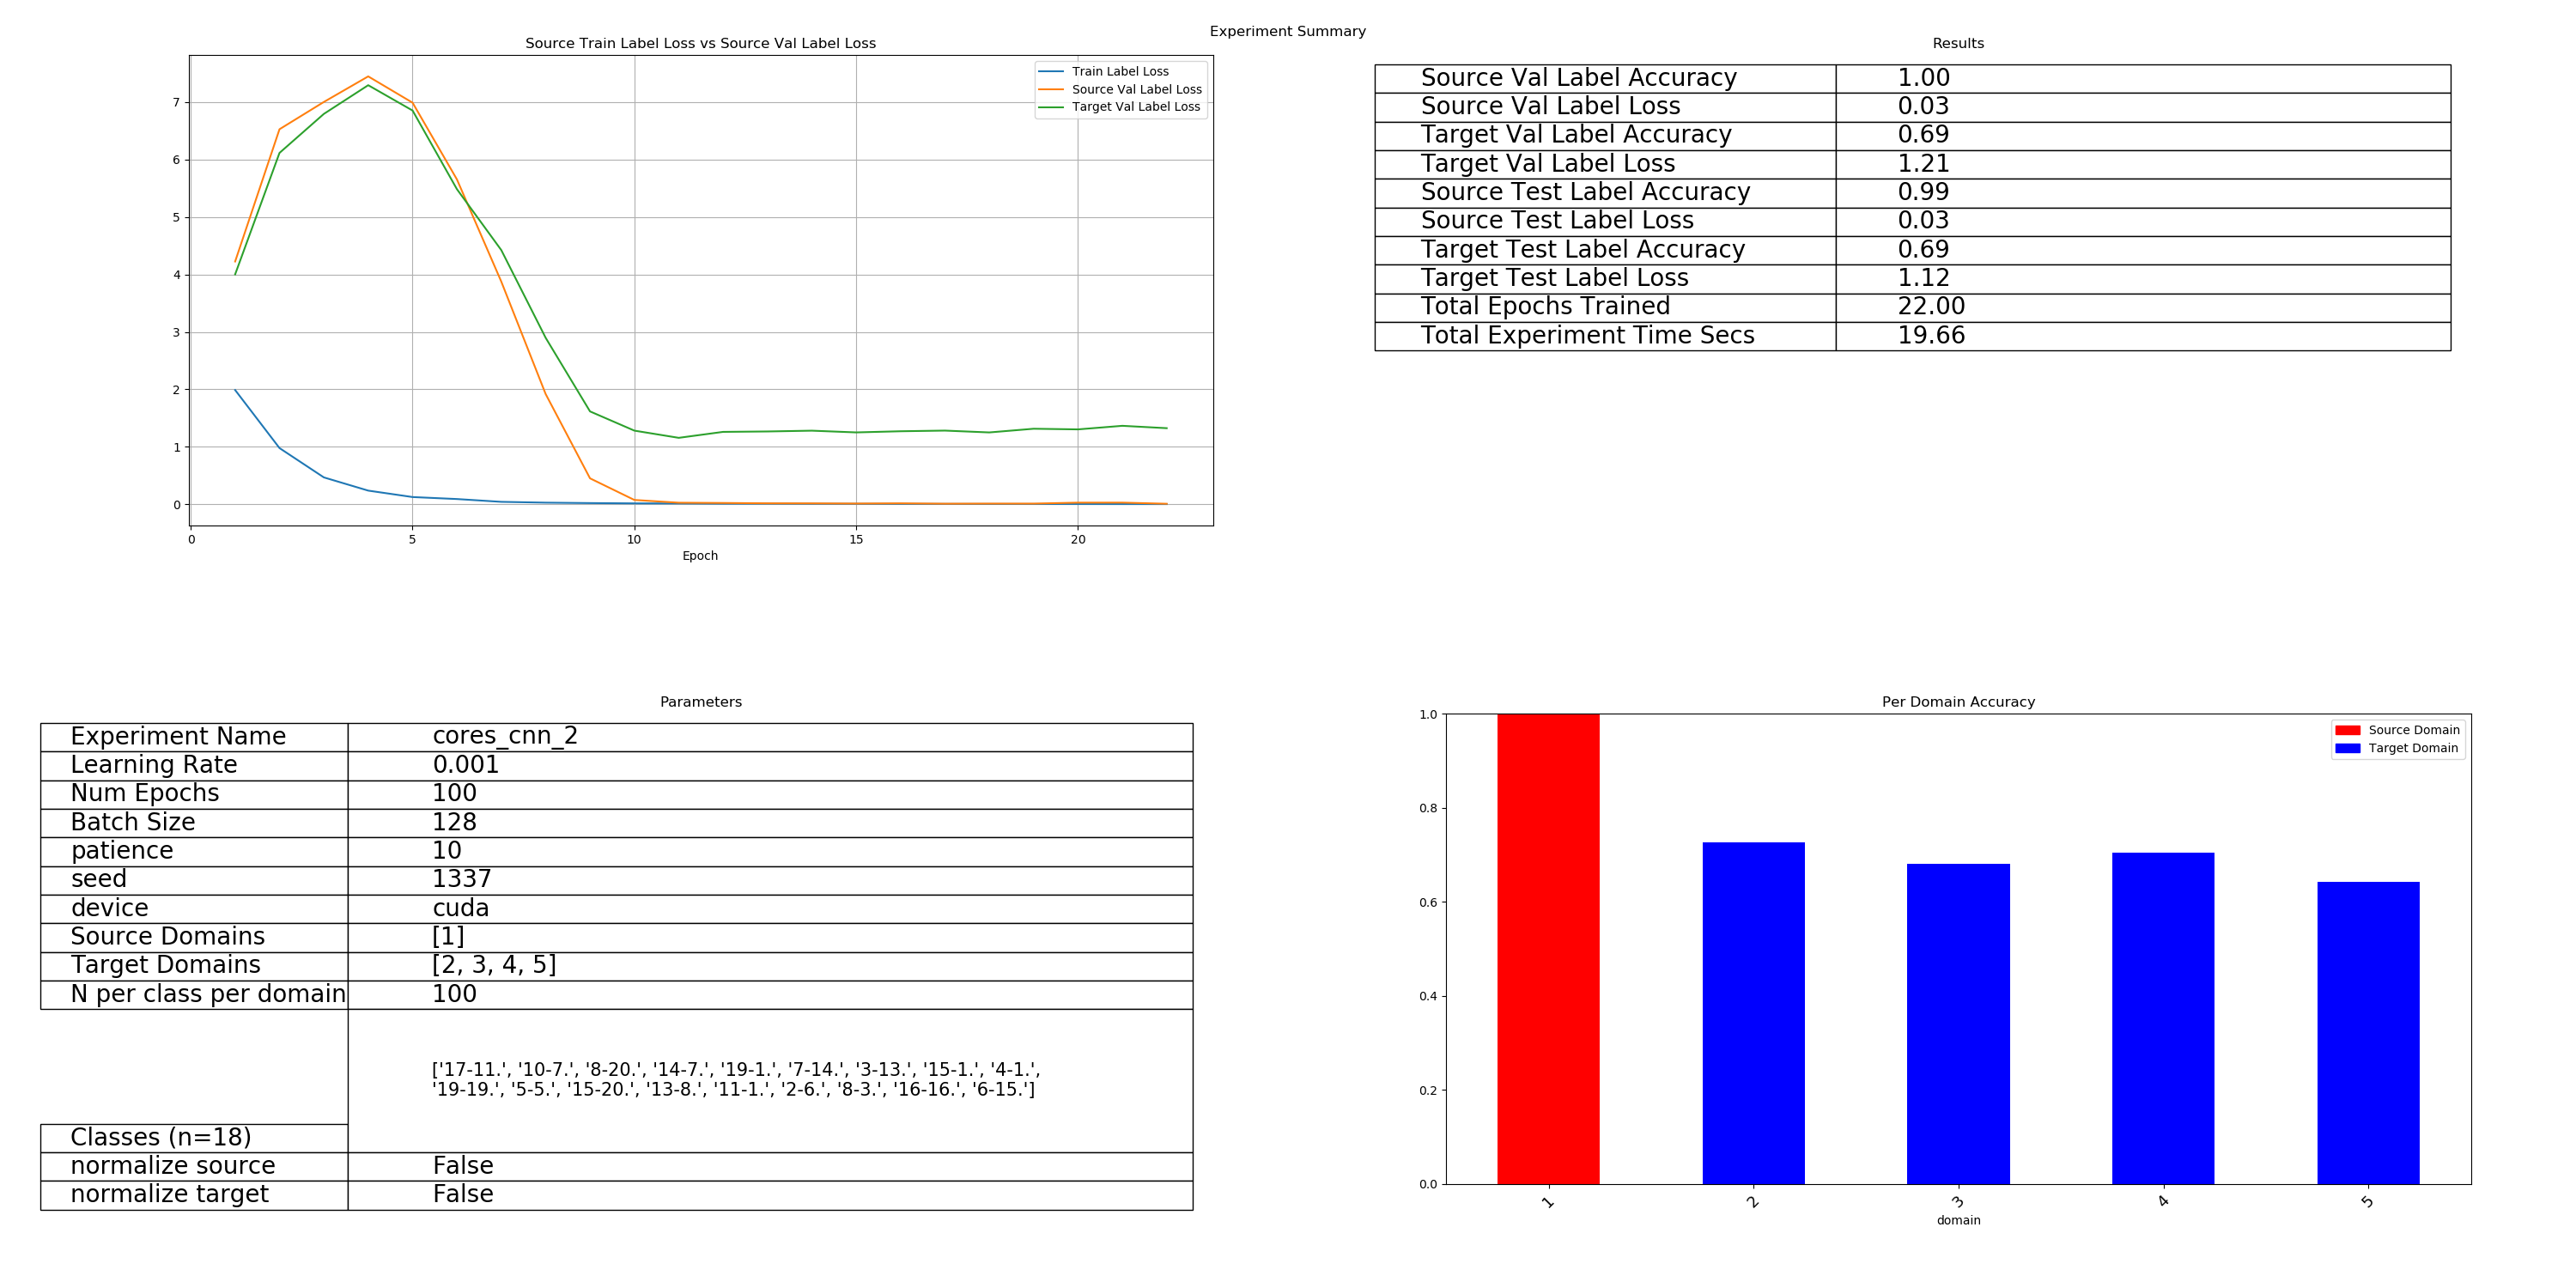 Experiment Summary
Source Train Label Loss vs Source Val Label Loss
Train Label Loss
Source Val Label Loss
Target Val Label Loss
7
6
5
4
3
2
1
0
0 5 10 15 20
Epoch
Results
Source Val Label Accuracy 1.00
Source Val Label Loss 0.03
Target Val Label Accuracy 0.69
Target Val Label Loss 1.21
Source Test Label Accuracy 0.99
Source Test Label Loss 0.03
Target Test Label Accuracy 0.69
Target Test Label Loss 1.12
Total Epochs Trained 22.00
Total Experiment Time Secs 19.66
Parameters
Experiment Name cores_cnn_2
Learning Rate 0.001
Num Epochs 100
Batch Size 128
patience 10
seed 1337
device cuda
Source Domains [1]
Target Domains [2, 3, 4, 5]
N per class per domain 100
['17-11.', '10-7.', '8-20.', '14-7.', '19-1.', '7-14.', '3-13.', '15-1.', '4-1.',
'19-19.', '5-5.', '15-20.', '13-8.', '11-1.', '2-6.', '8-3.', '16-16.', '6-15.']
Classes (n=18)
normalize source False
normalize target False
Per Domain Accuracy
Source Domain
Target Domain
1.0
0.8
0.6
0.4
0.2
0.0
1 2 3 4 5
domain